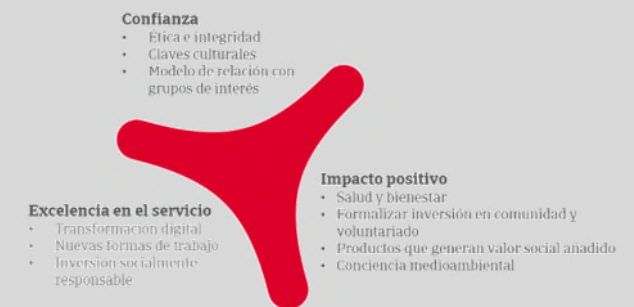 Confianza
• Ética e integridad
• Claves culturales
• Modelo de relación con
grupos de interés
Impacto positivo
• Salud y bienestar
• Formalizar inversión en comunidad y
voluntariado
• Productos que generan valor social añadido
• Conciencia medioambiental
Excelencia en el servicio
• Transformación digital
• Nuevas formas de trabajo
• Inversión socialmente
responsable